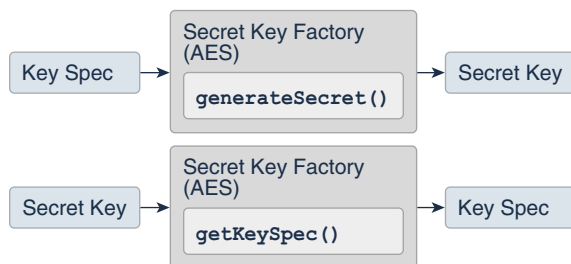 Secret Key Factory
(AES)
Key Spec
generateSecret()
Secret Key
Secret Key Factory
(AES)
Secret Key
getKeySpec()
Key Spec